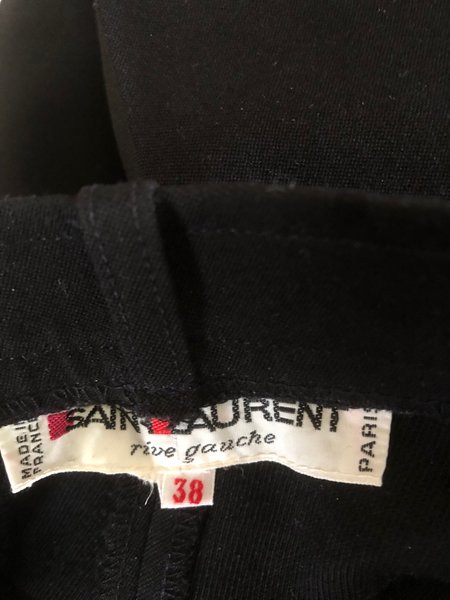 SAINT LAURENT
rive gauche
MADE IN
FRANCE
PARIS
38